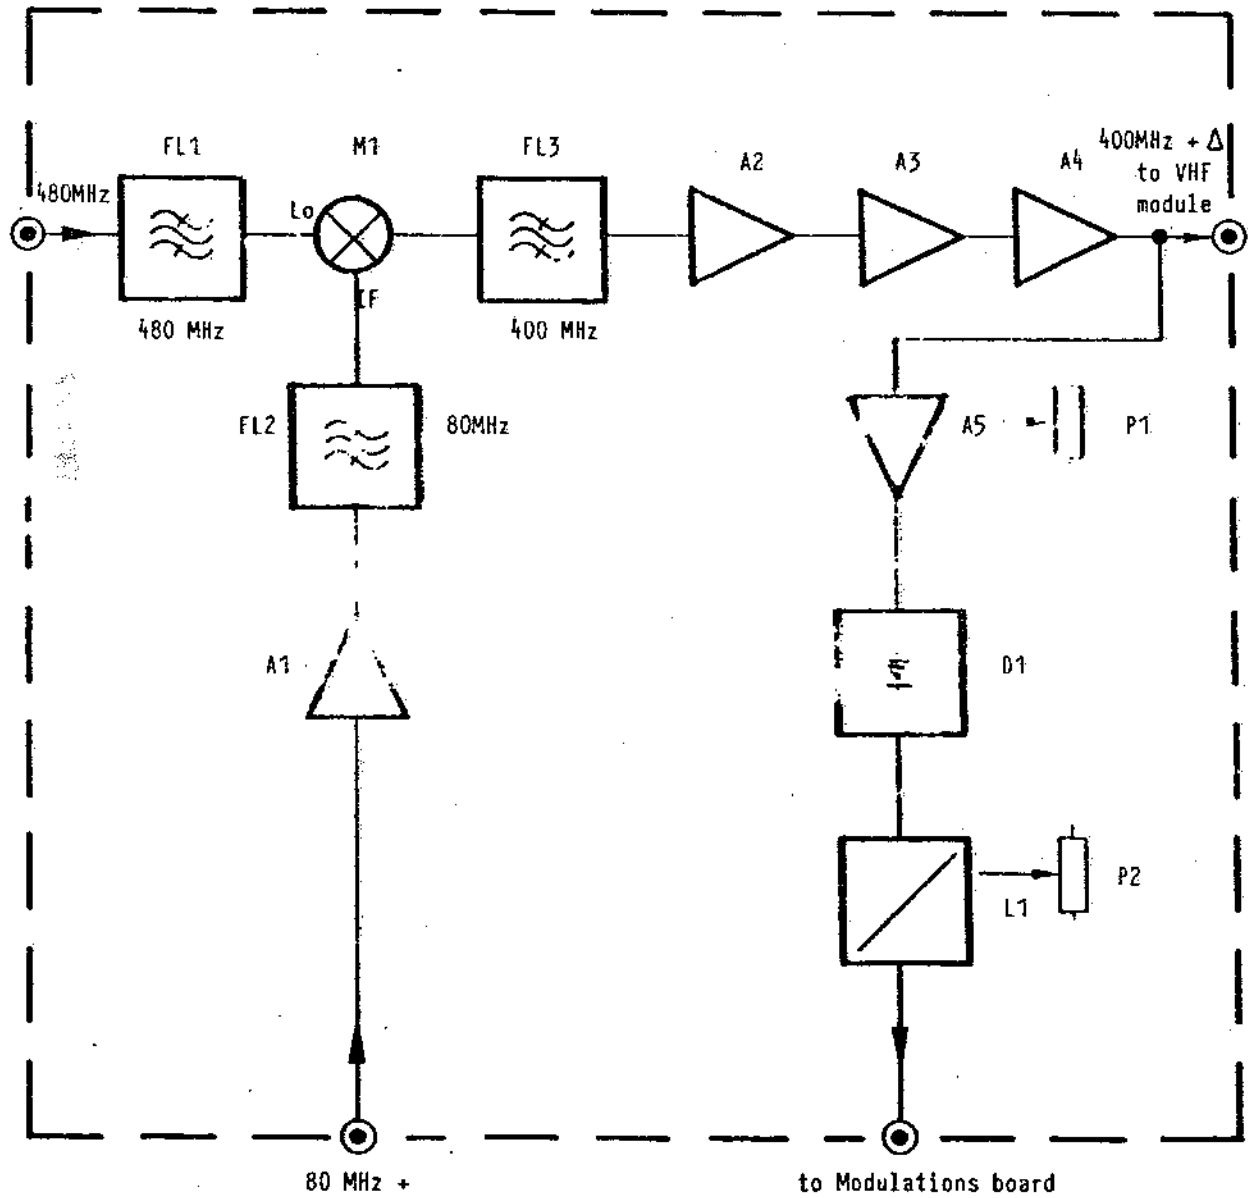 FL1
M1
FL3
A2
A3
A4
400MHz + Δ
to VHF
module
480MHz
Lo
IF
480 MHz
400 MHz
FL2
80MHz
A5
P1
A1
D1
L1
P2
80 MHz +
to Modulations board